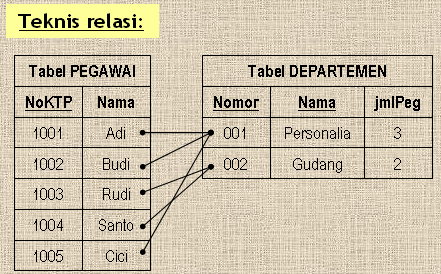 Teknis relasi:
Tabel PEGAWAI
NoKTP Nama
1001 Adi
1002 Budi
1003 Rudi
1004 Santo
1005 Cici
Tabel DEPARTEMEN
Nomor Nama jmlPeg
001 Personalia 3
002 Gudang 2